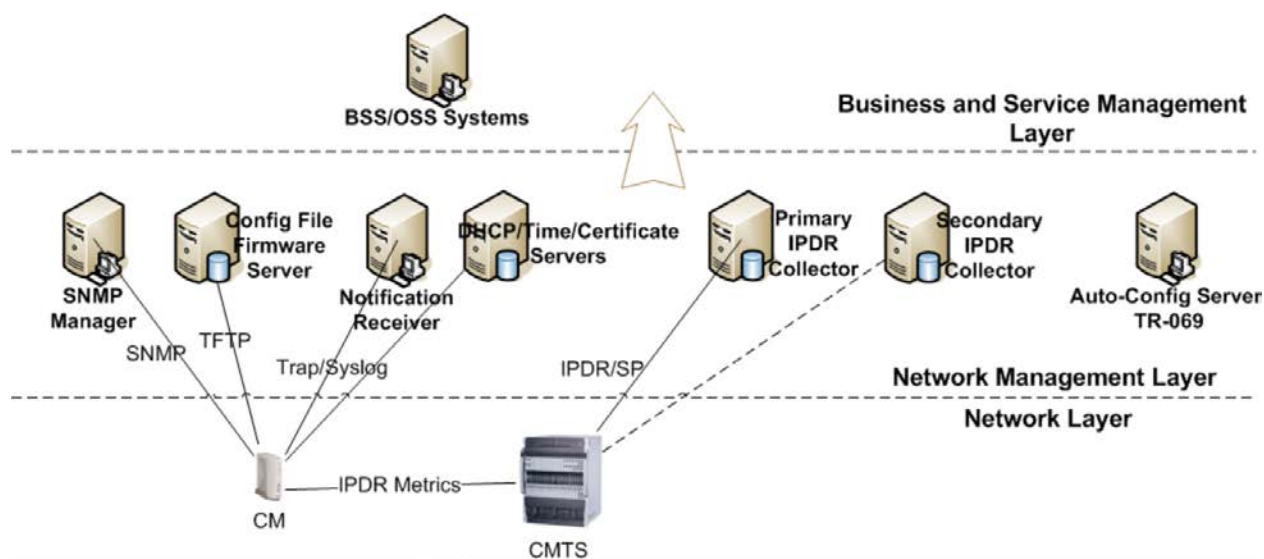 BSS/OSS Systems
Business and Service Management
Layer
SNMP
Manager
Config File
Firmware
Server
Notification
Receiver
DHCP/Time/Certificate
Servers
Primary
IPDR
Collector
Secondary
IPDR
Collector
Auto-Config Server
TR-069
SNMP
TFTP
Trap/Syslog
IPDR/SP
Network Management Layer
Network Layer
IPDR Metrics
CM
CMTS